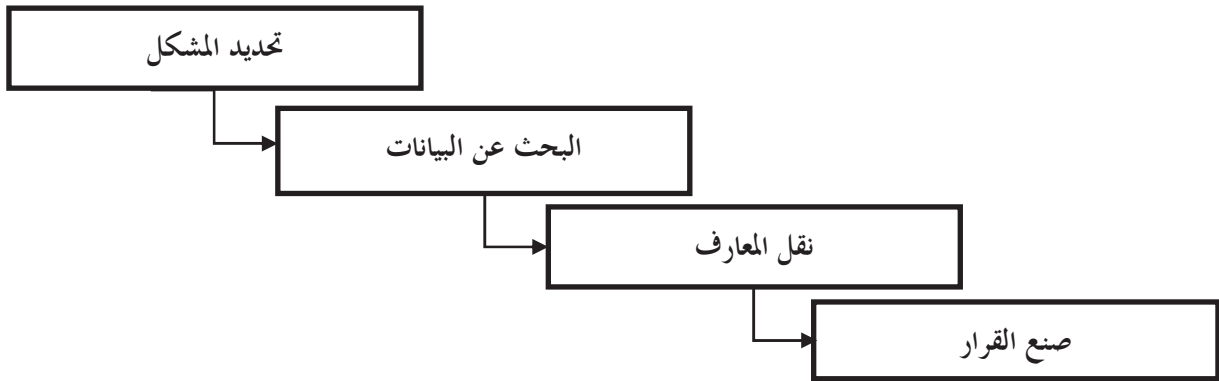 تحديد المشكل
البحث عن البيانات
نقل المعارف
صنع القرار